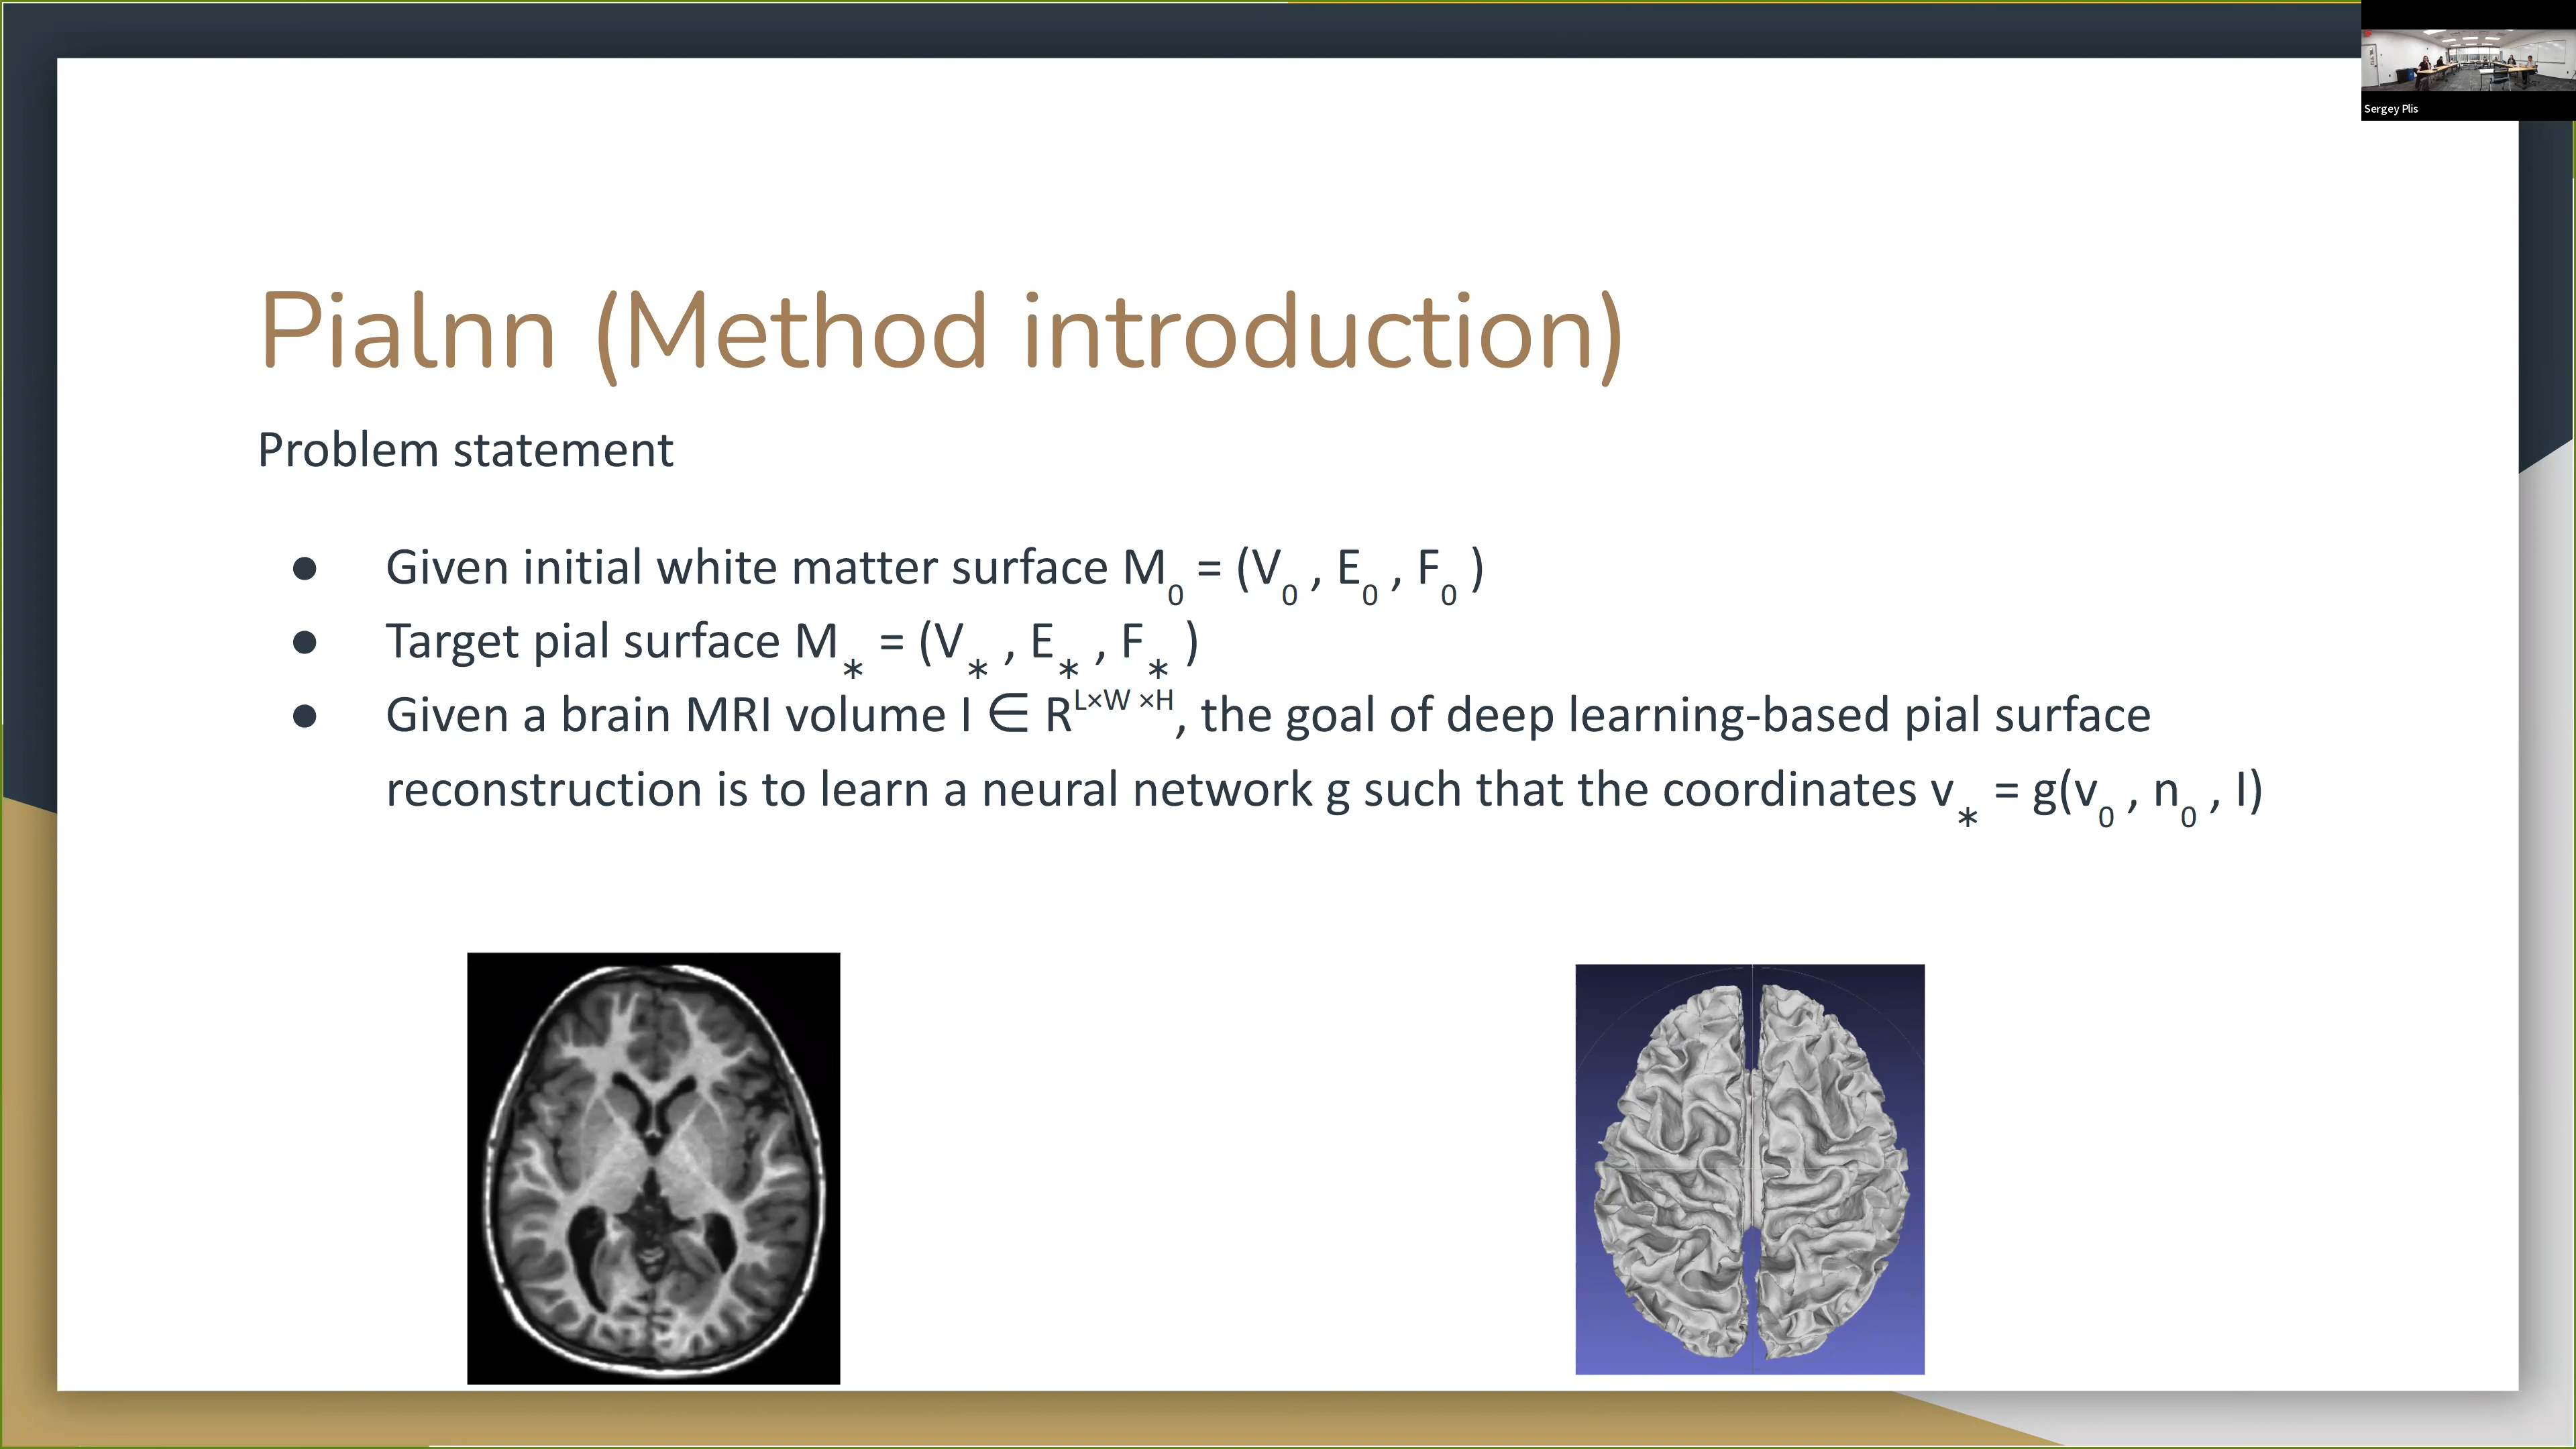 Sergey Plis
Pialnn (Method introduction)
Problem statement
● Given initial white matter surface M₀ = (V₀ , E₀ , F₀ )
● Target pial surface M∗ = (V∗ , E∗ , F∗ )
● Given a brain MRI volume I ∈ R^L×W ×H, the goal of deep learning-based pial surface
reconstruction is to learn a neural network g such that the coordinates v∗ = g(v₀ , n₀ , I)